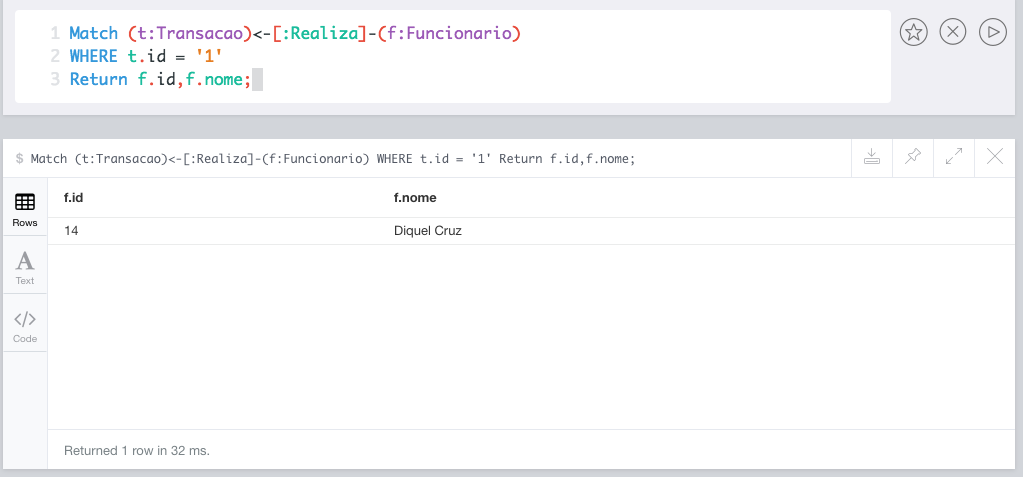 1 Match (t:Transacao)<-[:Realiza]-(f:Funcionario)
2 WHERE t.id = '1'
3 Return f.id,f.nome;
$ Match (t:Transacao)<-[:Realiza]-(f:Funcionario) WHERE t.id = '1' Return f.id,f.nome;
Rows
A
Text
</>
Code
f.id f.nome
14 Diquel Cruz
Returned 1 row in 32 ms.